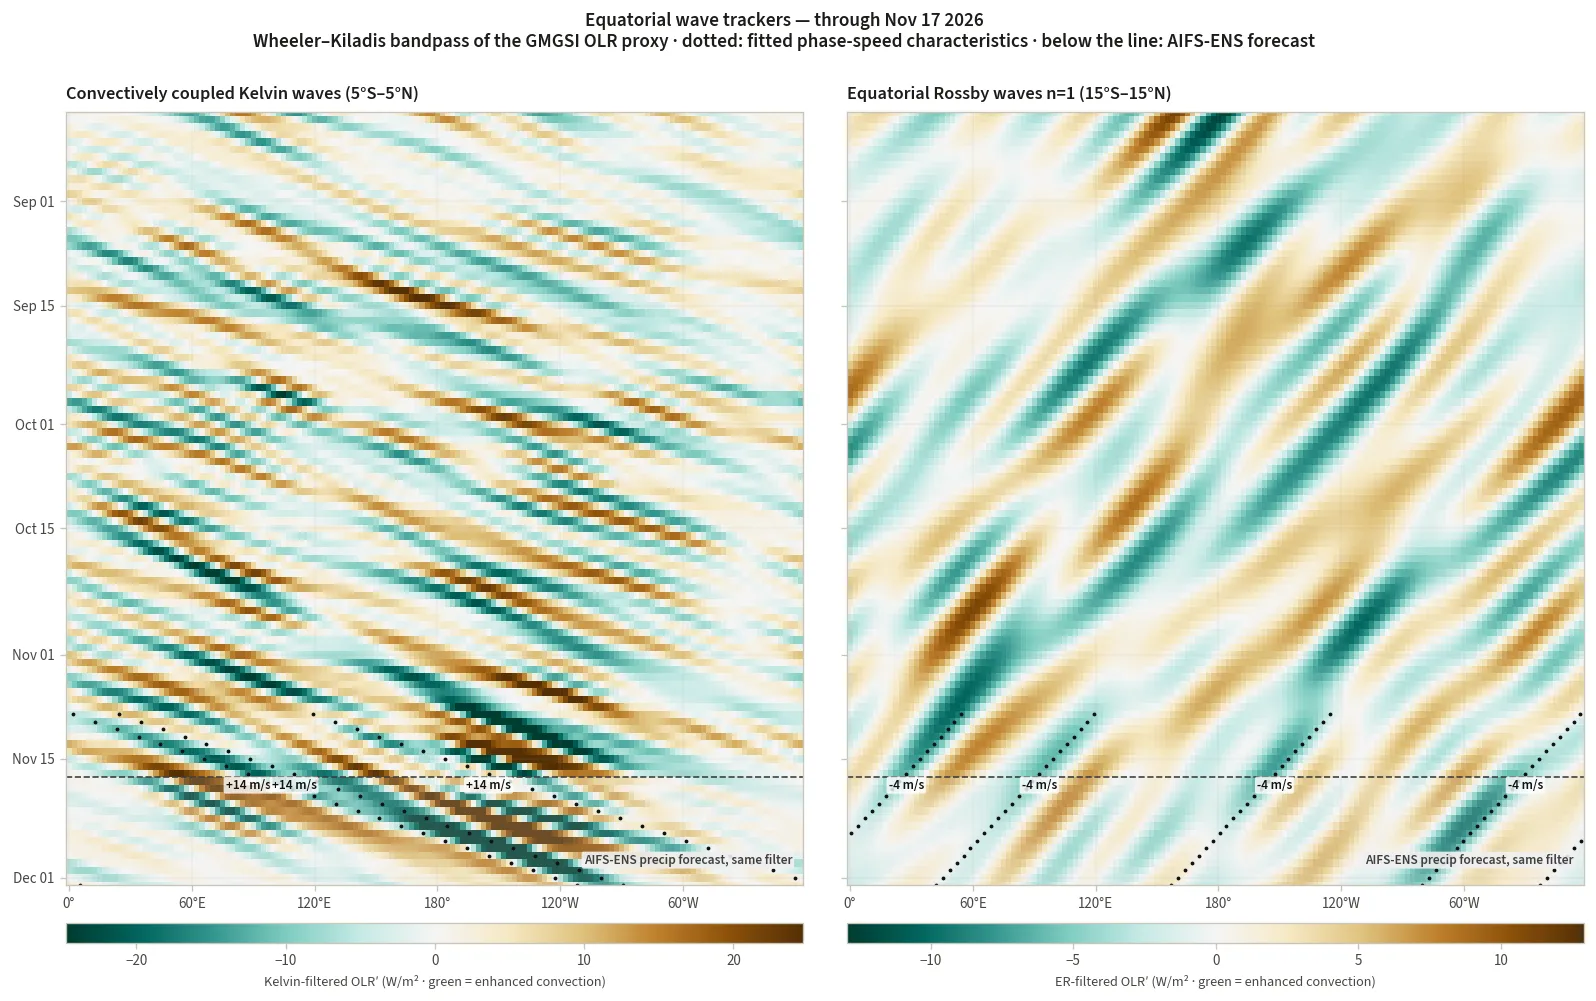 Equatorial wave trackers — through Nov 17 2026
Wheeler–Kiladis bandpass of the GMGSI OLR proxy · dotted: fitted phase-speed characteristics · below the line: AIFS-ENS forecast
Convectively coupled Kelvin waves (5°S–5°N)
Sep 01
Sep 15
Oct 01
Oct 15
Nov 01
Nov 15
Dec 01
+14 m/s
+14 m/s
+14 m/s
AIFS-ENS precip forecast, same filter
0°
60°E
120°E
180°
120°W
60°W
−20
−10
0
10
20
Kelvin-filtered OLR′ (W/m² · green = enhanced convection)
Equatorial Rossby waves n=1 (15°S–15°N)
-4 m/s
-4 m/s
-4 m/s
-4 m/s
AIFS-ENS precip forecast, same filter
0°
60°E
120°E
180°
120°W
60°W
−10
−5
0
5
10
ER-filtered OLR′ (W/m² · green = enhanced convection)